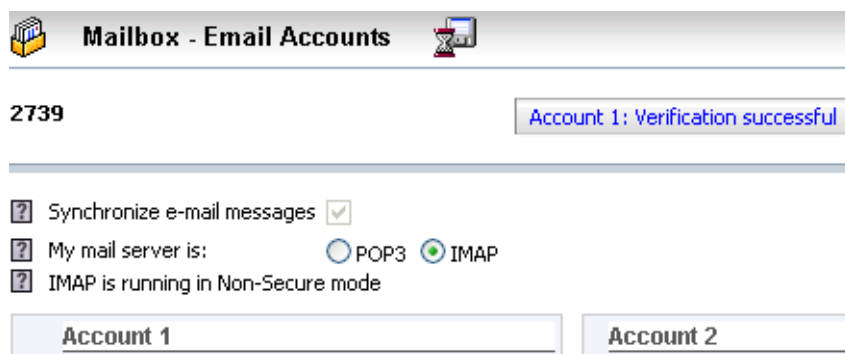 Mailbox - Email Accounts
2739
Account 1: Verification successful
? Synchronize e-mail messages
? My mail server is: POP3 IMAP
? IMAP is running in Non-Secure mode
Account 1
Account 2